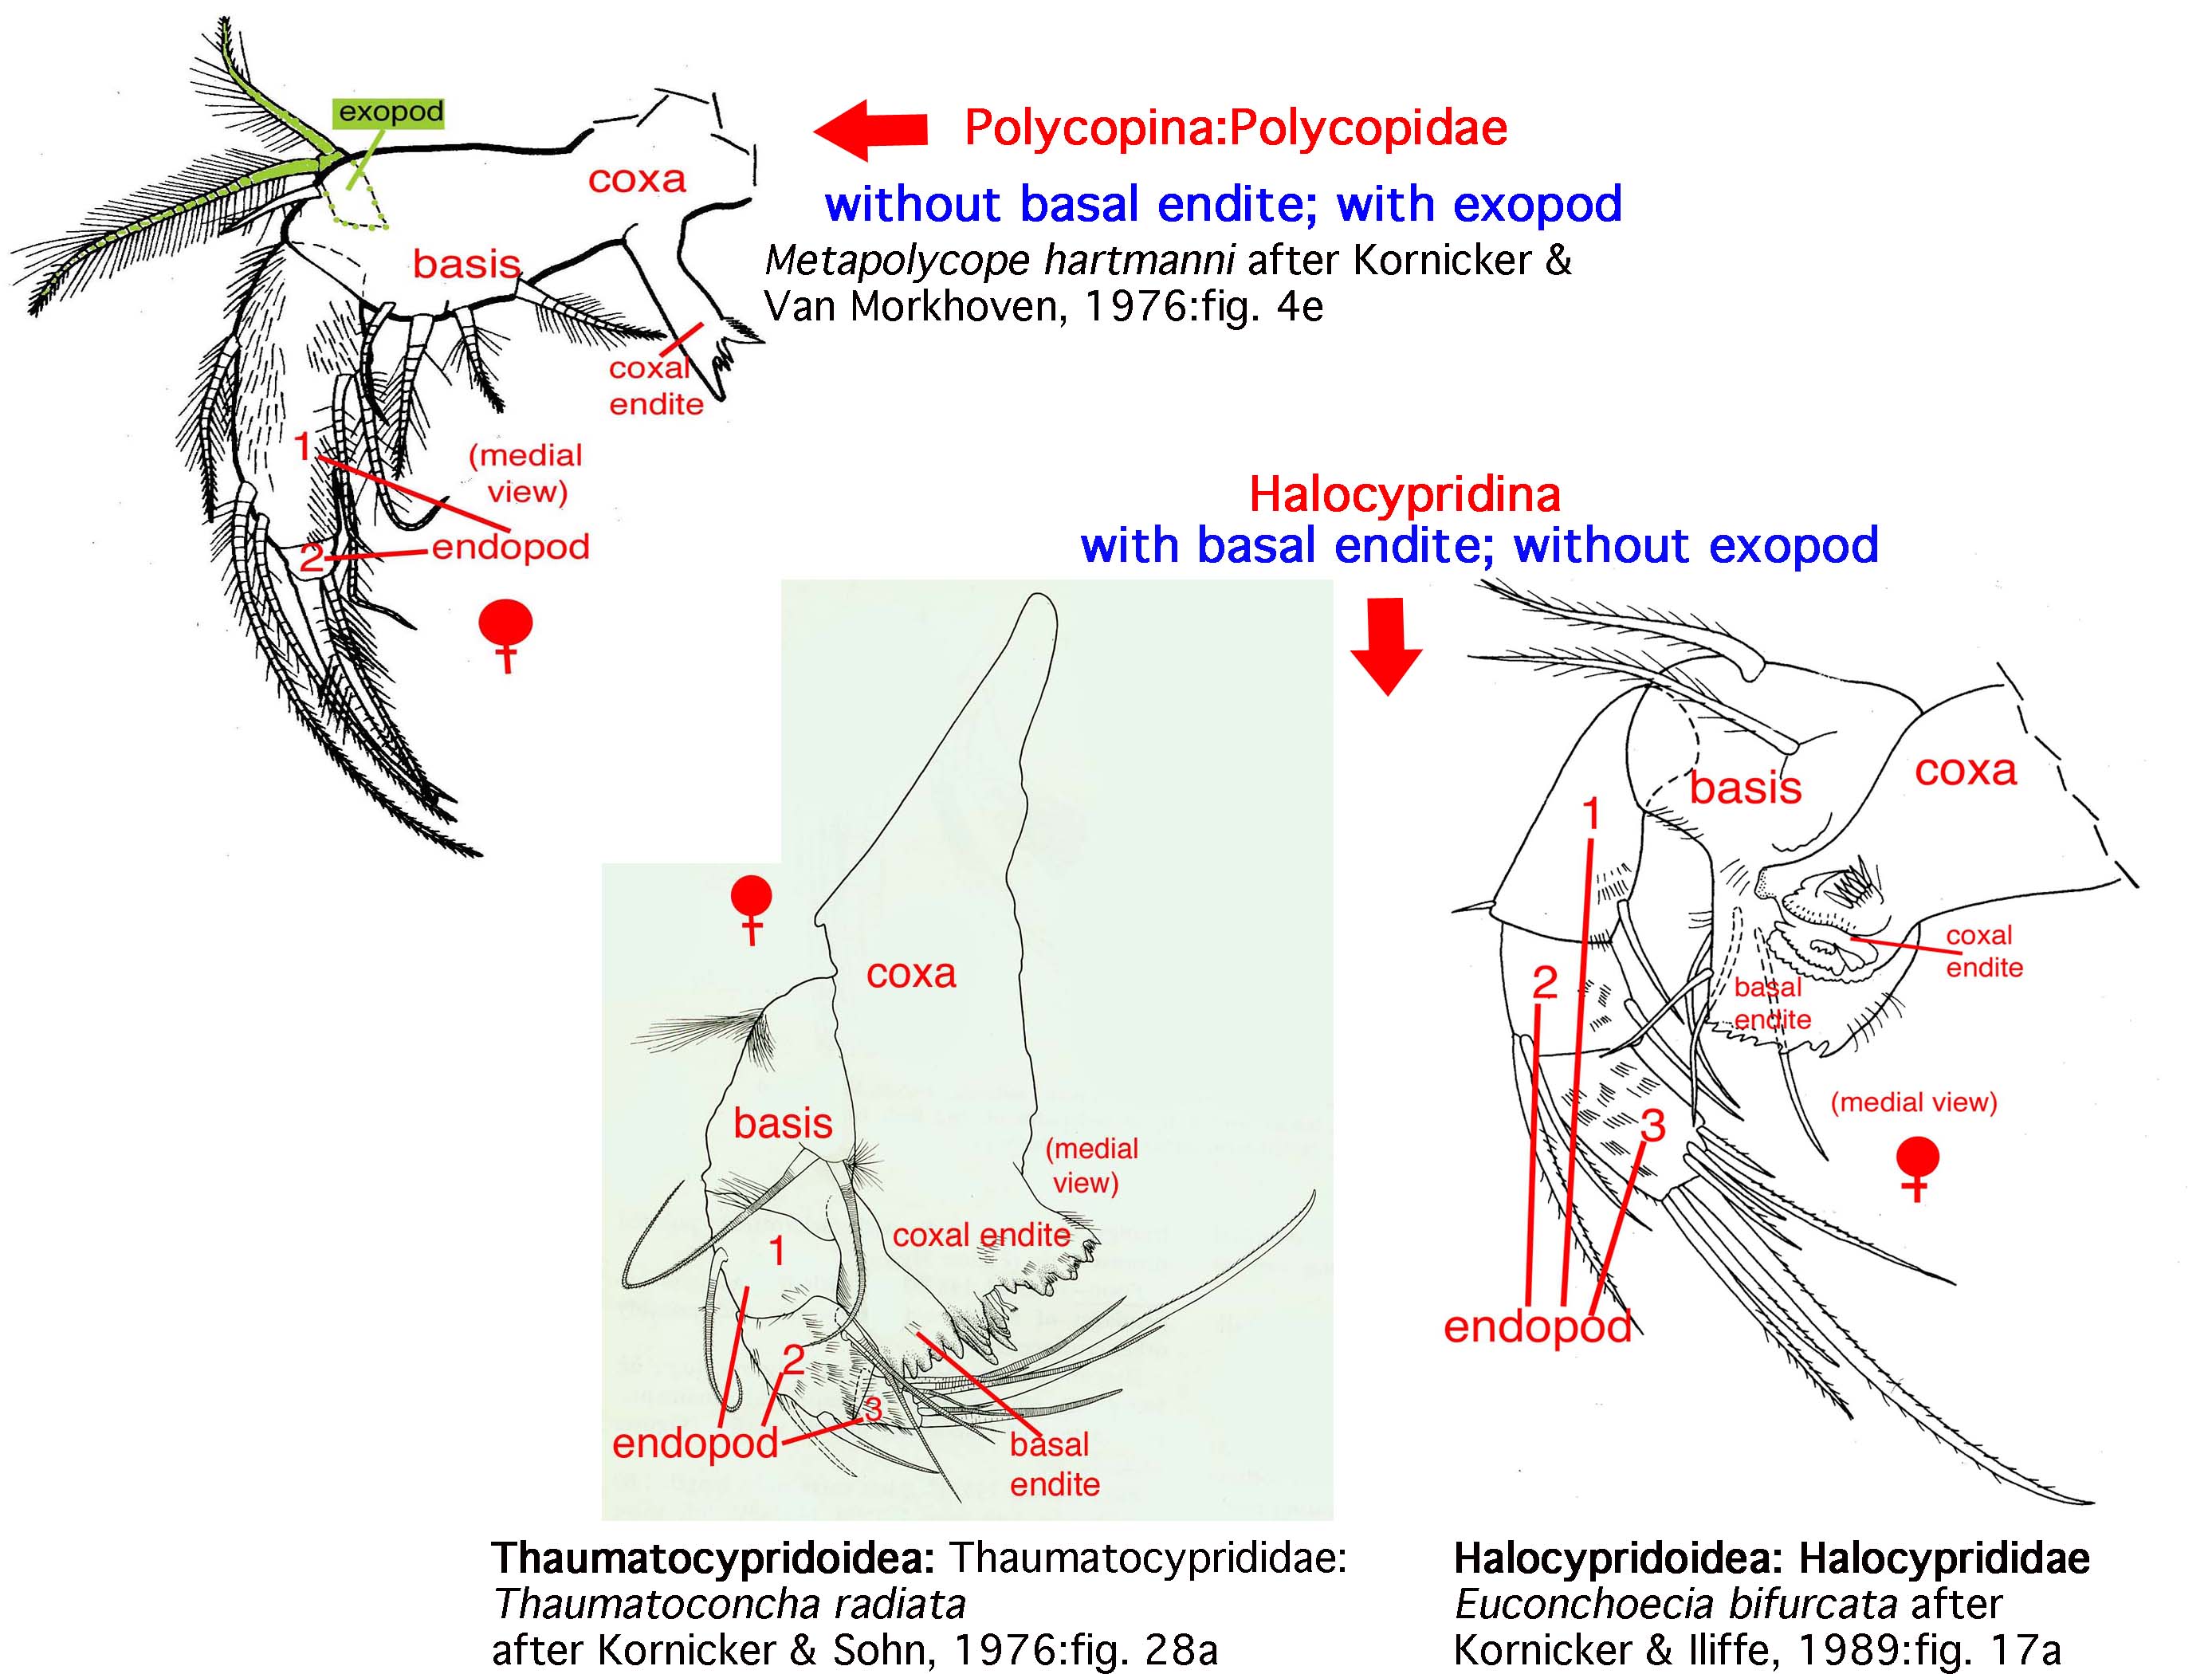 exopod
coxa
basis
coxal
endite
1
(medial
view)
2
endopod
Polycopina:Polycopidae
without basal endite; with exopod
Metapolycope hartmanni after Kornicker &
Van Morkhoven, 1976:fig. 4e
Halocypridina
with basal endite; without exopod
coxa
basis
(medial
view)
coxal endite
1
2
3
endopod
basal
endite
Thaumatocypridoidea: Thaumatocyprididae:
Thaumatoconcha radiata
after Kornicker & Sohn, 1976:fig. 28a
coxa
basis
1
coxal
endite
2
basal
endite
(medial view)
3
endopod
Halocypridoidea: Halocyprididae
Euconchoecia bifurcata after
Kornicker & Iliffe, 1989:fig. 17a